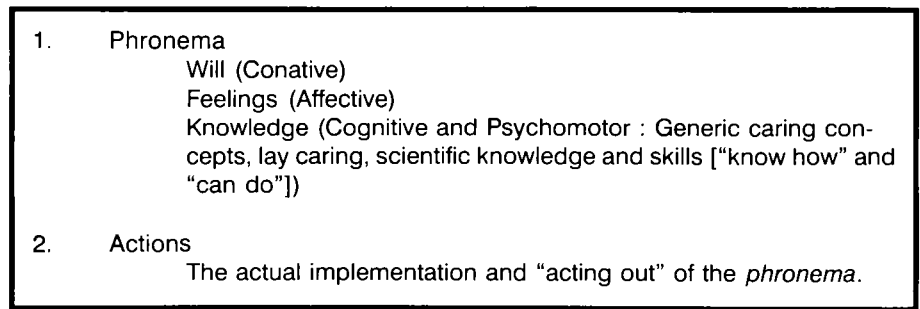 1. Phronema
Will (Conative)
Feelings (Affective)
Knowledge (Cognitive and Psychomotor : Generic caring con-
cepts, lay caring, scientific knowledge and skills ["know how" and
"can do"])
2. Actions
The actual implementation and "acting out" of the phronema.